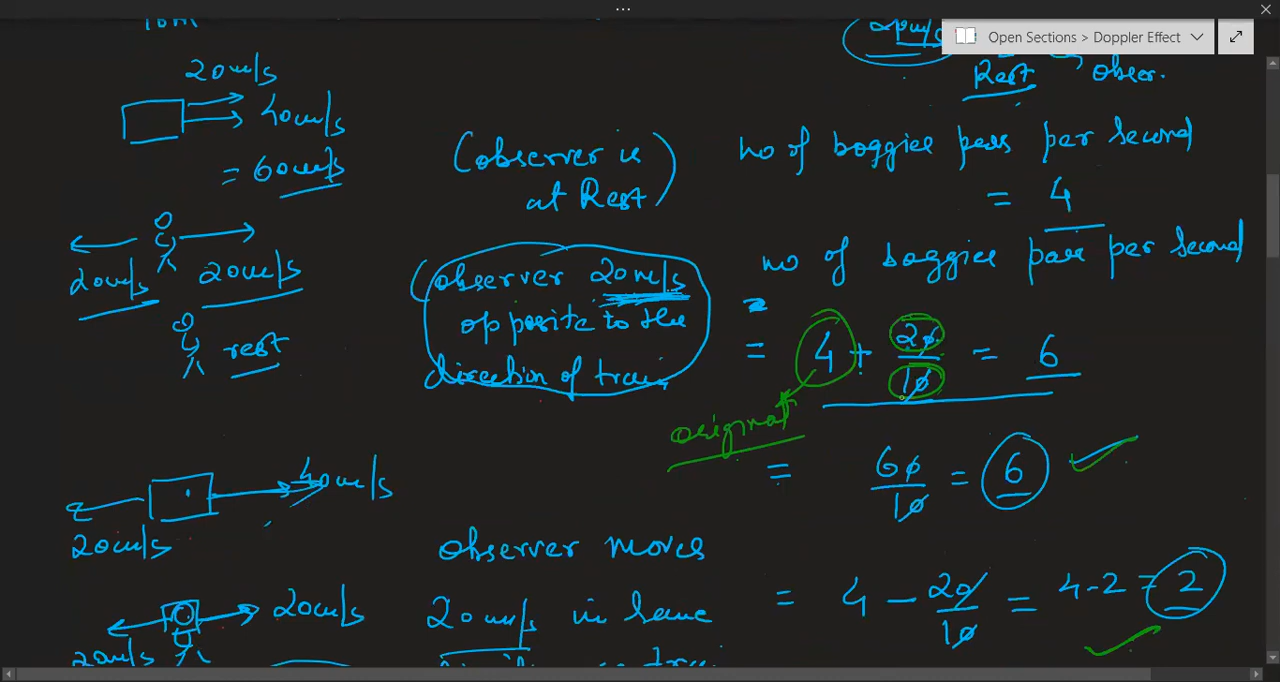 Open Sections > Doppler Effect
Rest obser.
20m/s
40m/s
= 60m/s
(observer is
at Rest)
no of boggies pass per second
= 4
20m/s 20m/s
rest
(observer 20m/s
opposite to the
direction of train
no of boggies pass per second
= 4 + 20/10 = 6
original
= 60/10 = 6
40m/s
20m/s
observer moves
= 4 - 20/10 = 4-2 = 2
20m/s
20m/s
20m/s in same